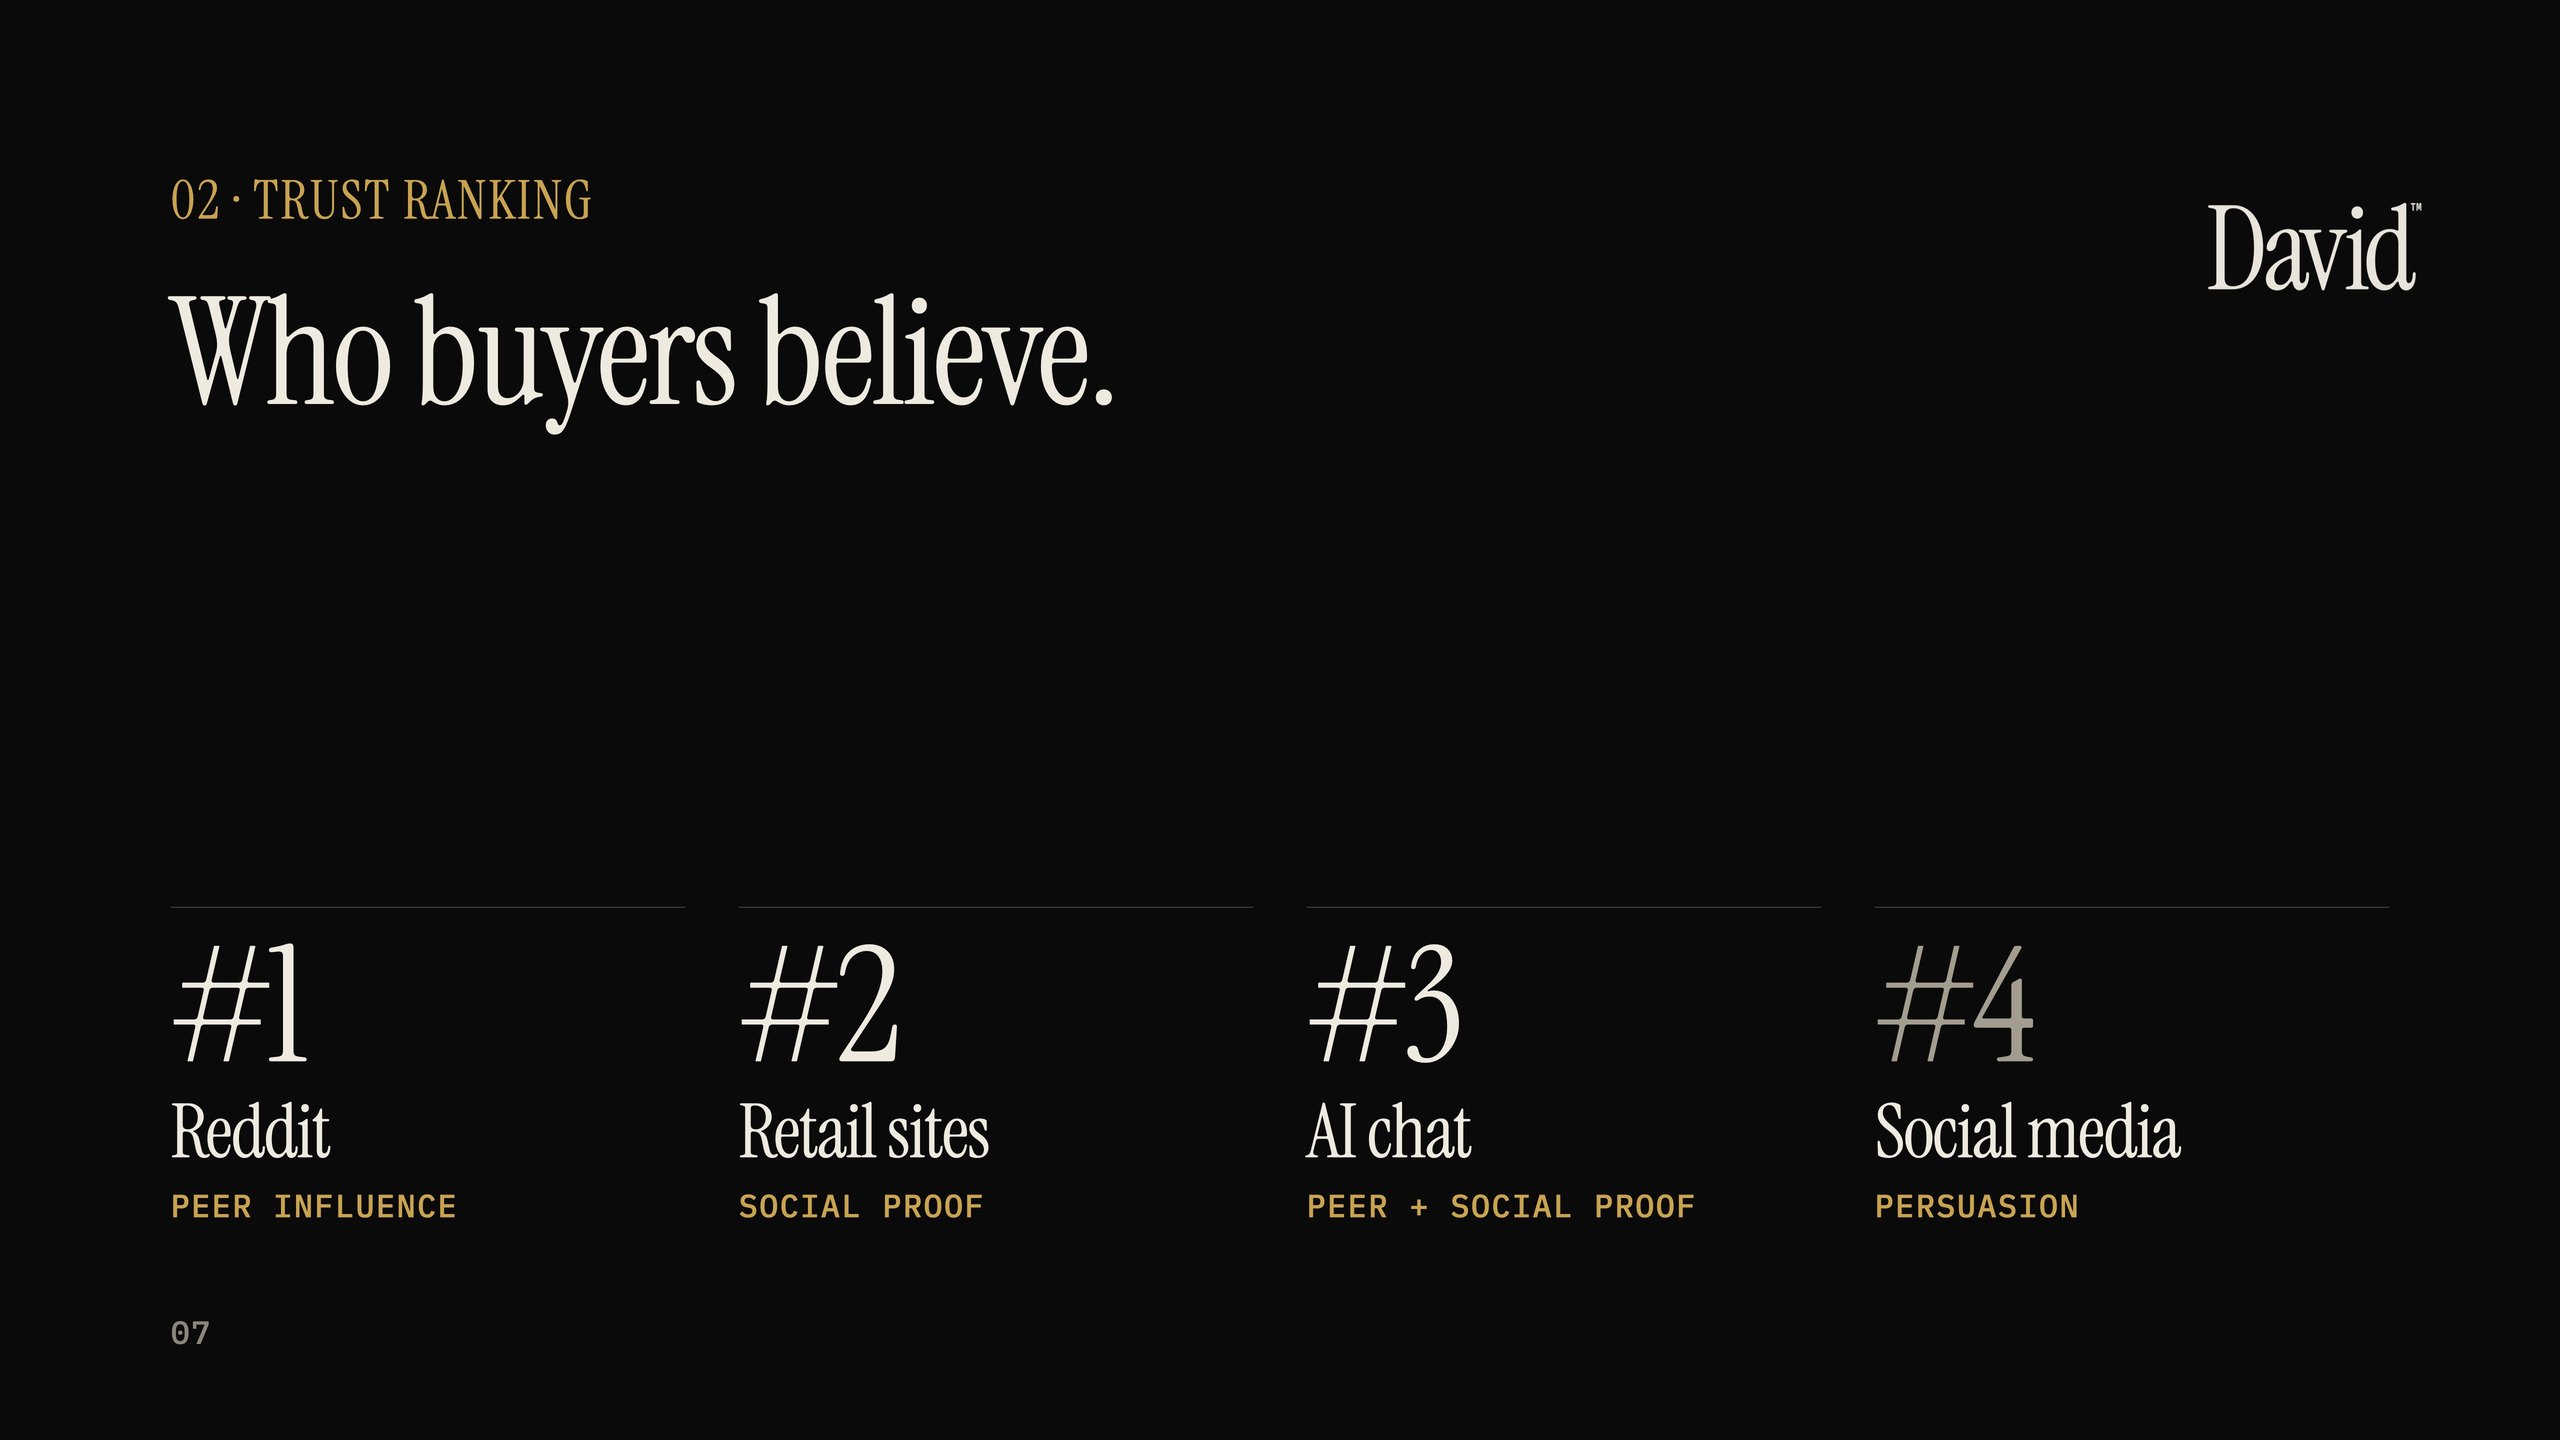 02 · TRUST RANKING
David™
Who buyers believe.
#1
Reddit
PEER INFLUENCE
#2
Retail sites
SOCIAL PROOF
#3
AI chat
PEER + SOCIAL PROOF
#4
Social media
PERSUASION
07